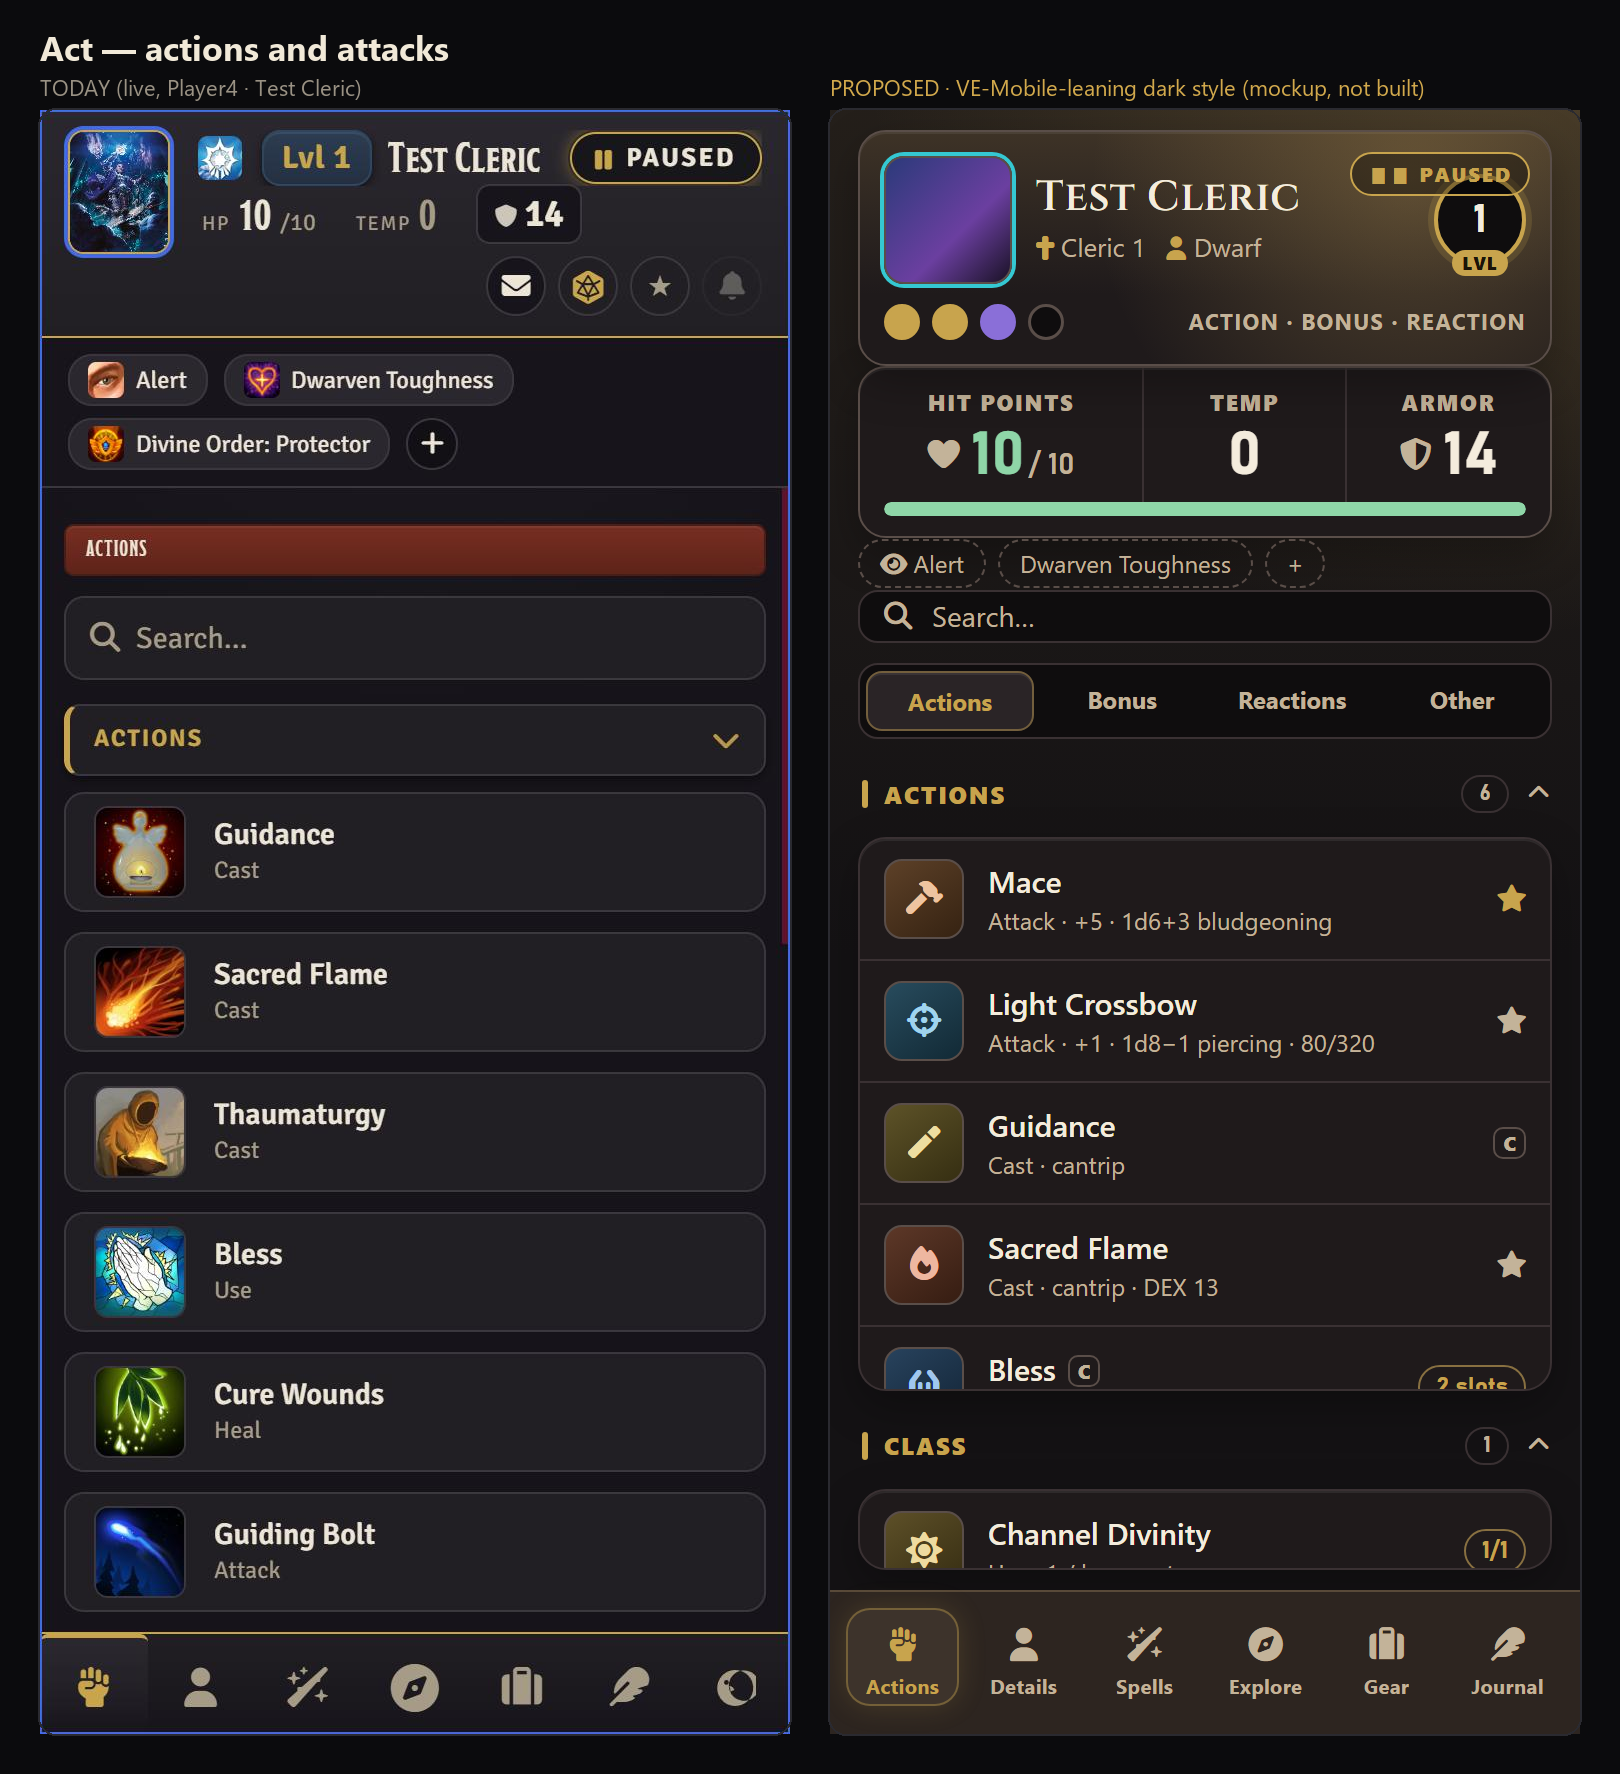 Act — actions and attacks
TODAY (live, Player4 · Test Cleric)
Lvl 1 TEST CLERIC PAUSED
HP 10 /10 TEMP 0 14
Alert Dwarven Toughness
Divine Order: Protector +
ACTIONS
Search...
ACTIONS
Guidance
Cast
Sacred Flame
Cast
Thaumaturgy
Cast
Bless
Use
Cure Wounds
Heal
Guiding Bolt
Attack
PROPOSED · VE-Mobile-leaning dark style (mockup, not built)
PAUSED
TEST CLERIC 1
Cleric 1 Dwarf LVL
ACTION · BONUS · REACTION
HIT POINTS TEMP ARMOR
10 / 10 0 14
Alert Dwarven Toughness +
Search...
Actions Bonus Reactions Other
ACTIONS 6
Mace
Attack · +5 · 1d6+3 bludgeoning
Light Crossbow
Attack · +1 · 1d8−1 piercing · 80/320
Guidance C
Cast · cantrip
Sacred Flame
Cast · cantrip · DEX 13
Bless C 2 slots
CLASS 1
Channel Divinity 1/1
Actions Details Spells Explore Gear Journal